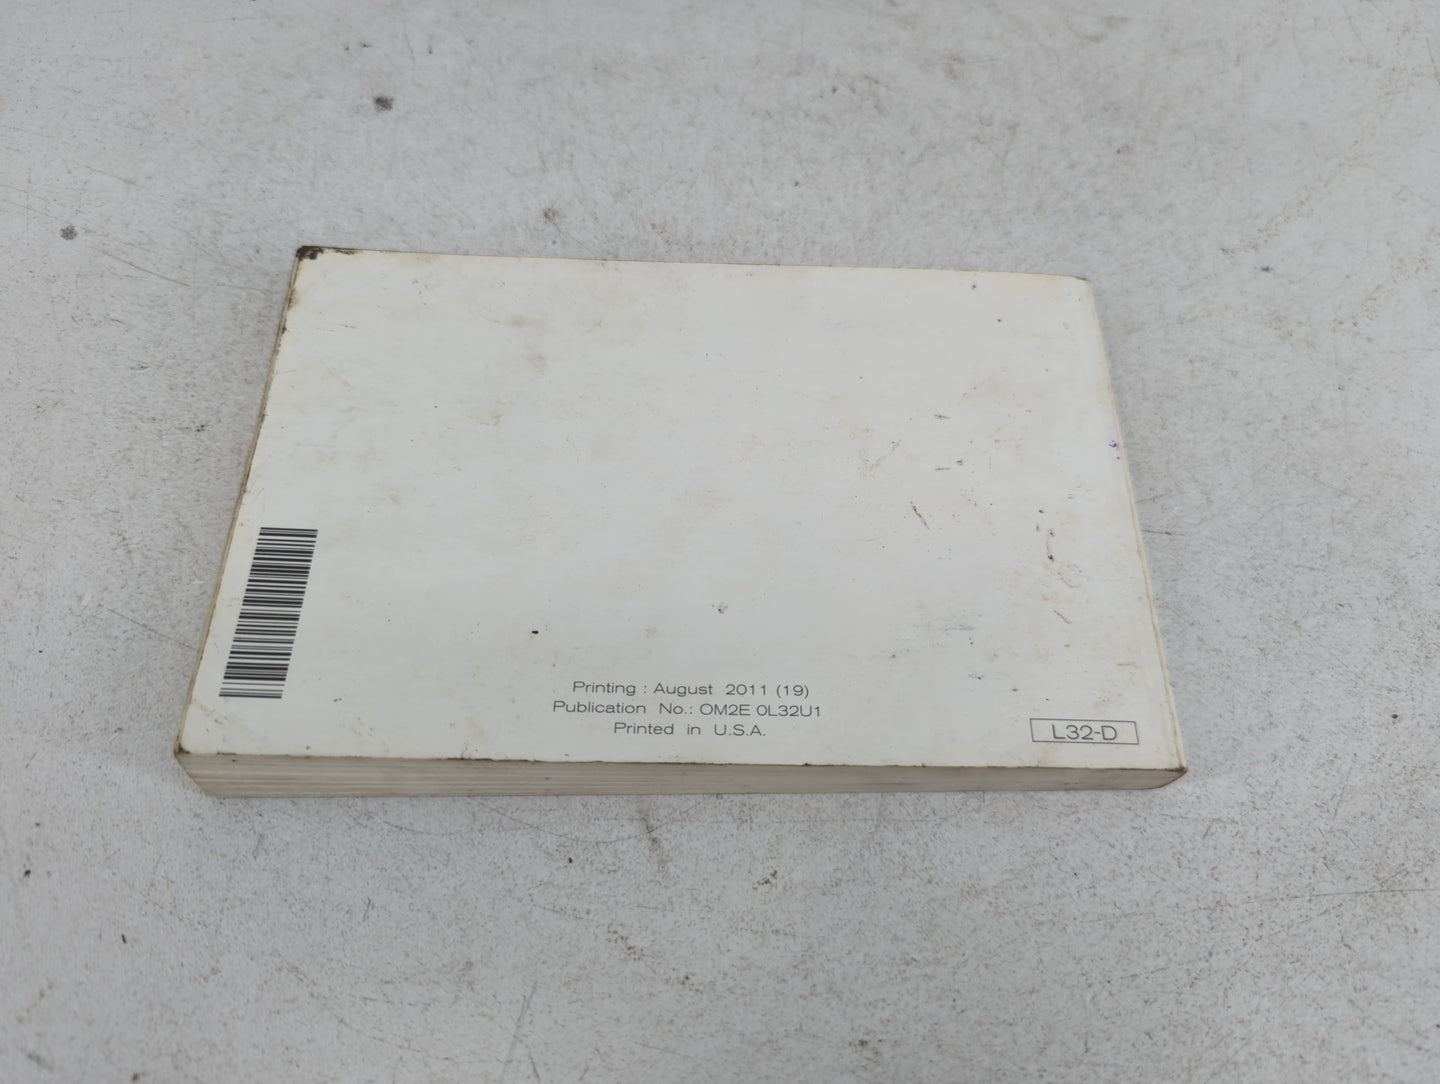 Printing : August 2011 (19)
Publication No.: OM2E 0L32U1
Printed in U.S.A.
L32-D